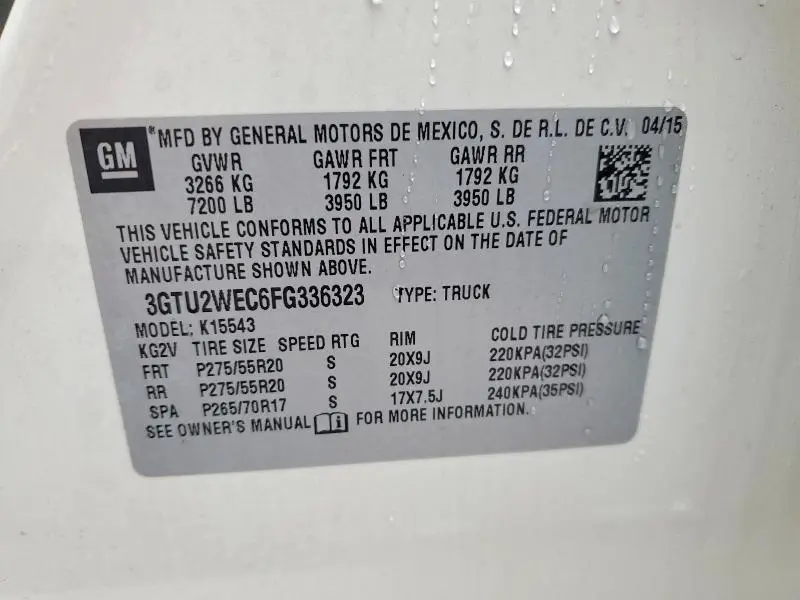 GM
*MFD BY GENERAL MOTORS DE MEXICO, S. DE R.L. DE C.V. 04/15
GVWR GAWR FRT GAWR RR
3266 KG 1792 KG 1792 KG
7200 LB 3950 LB 3950 LB
THIS VEHICLE CONFORMS TO ALL APPLICABLE U.S. FEDERAL MOTOR
VEHICLE SAFETY STANDARDS IN EFFECT ON THE DATE OF
MANUFACTURE SHOWN ABOVE.
3GTU2WEC6FG336323 TYPE: TRUCK
MODEL: K15543
KG2V TIRE SIZE SPEED RTG RIM COLD TIRE PRESSURE
FRT P275/55R20 S 20X9J 220KPA(32PSI)
RR P275/55R20 S 20X9J 220KPA(32PSI)
SPA P265/70R17 S 17X7.5J 240KPA(35PSI)
SEE OWNER'S MANUAL i FOR MORE INFORMATION.